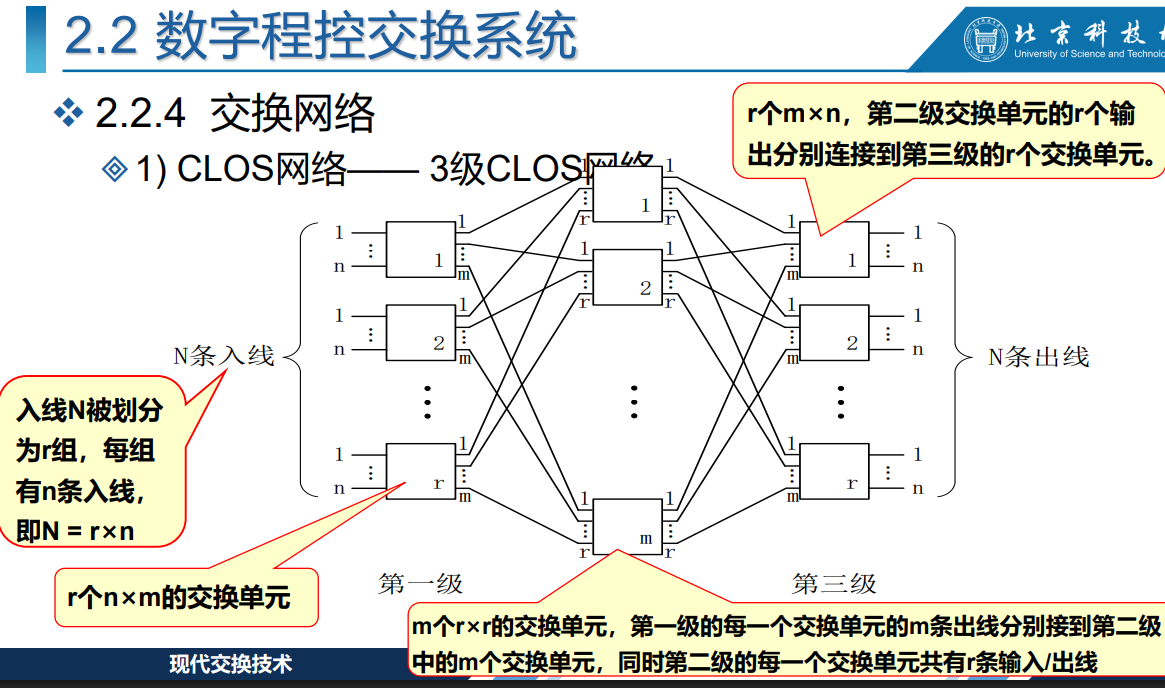 2.2 数字程控交换系统
北京科技
University of Science and Technolo
2.2.4 交换网络
1) CLOS网络—— 3级CLOS网络
r个m×n，第二级交换单元的r个输
出分别连接到第三级的r个交换单元。
1 1
r 1 r
1 1
r 2 r
1 1 1 1
n 1 m m 1 n
1 1 1 1
n 2 m m 2 n
N条入线 N条出线
入线N被划分
为r组，每组
有n条入线，
即N = r×n
1 1 1 1
n r m m r n
1 1
r m r
第一级 第三级
r个n×m的交换单元
m个r×r的交换单元，第一级的每一个交换单元的m条出线分别接到第二级
中的m个交换单元，同时第二级的每一个交换单元共有r条输入/出线
现代交换技术